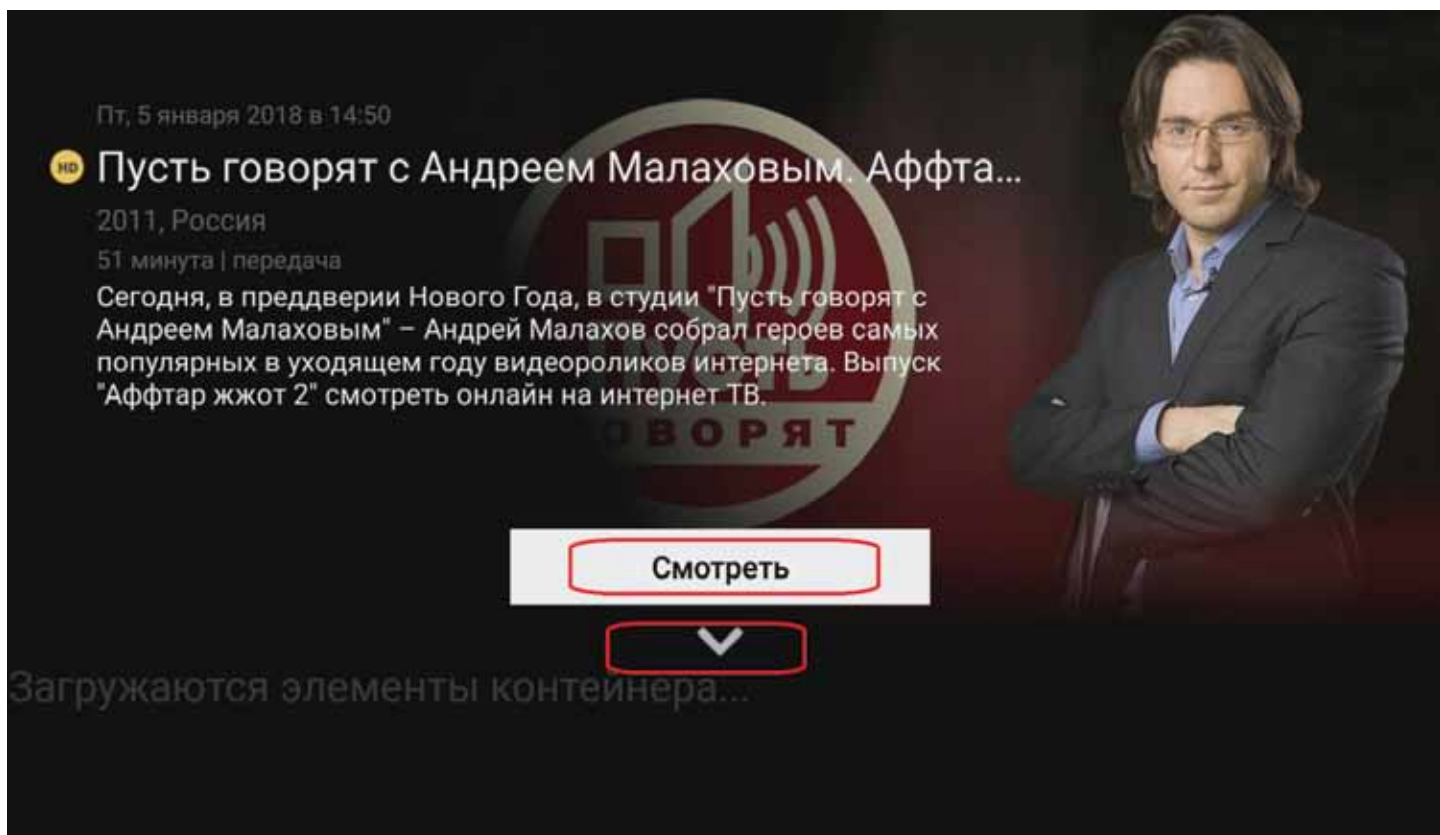 Пт, 5 января 2018 в 14:50
HD Пусть говорят с Андреем Малаховым. Аффта...
2011, Россия
51 минута | передача
Сегодня, в преддверии Нового Года, в студии "Пусть говорят с
Андреем Малаховым" – Андрей Малахов собрал героев самых
популярных в уходящем году видеороликов интернета. Выпуск
"Аффтар жжот 2" смотреть онлайн на интернет ТВ.
ПУСТЬ
ГОВОРЯТ
Смотреть
Загружаются элементы контейнера...